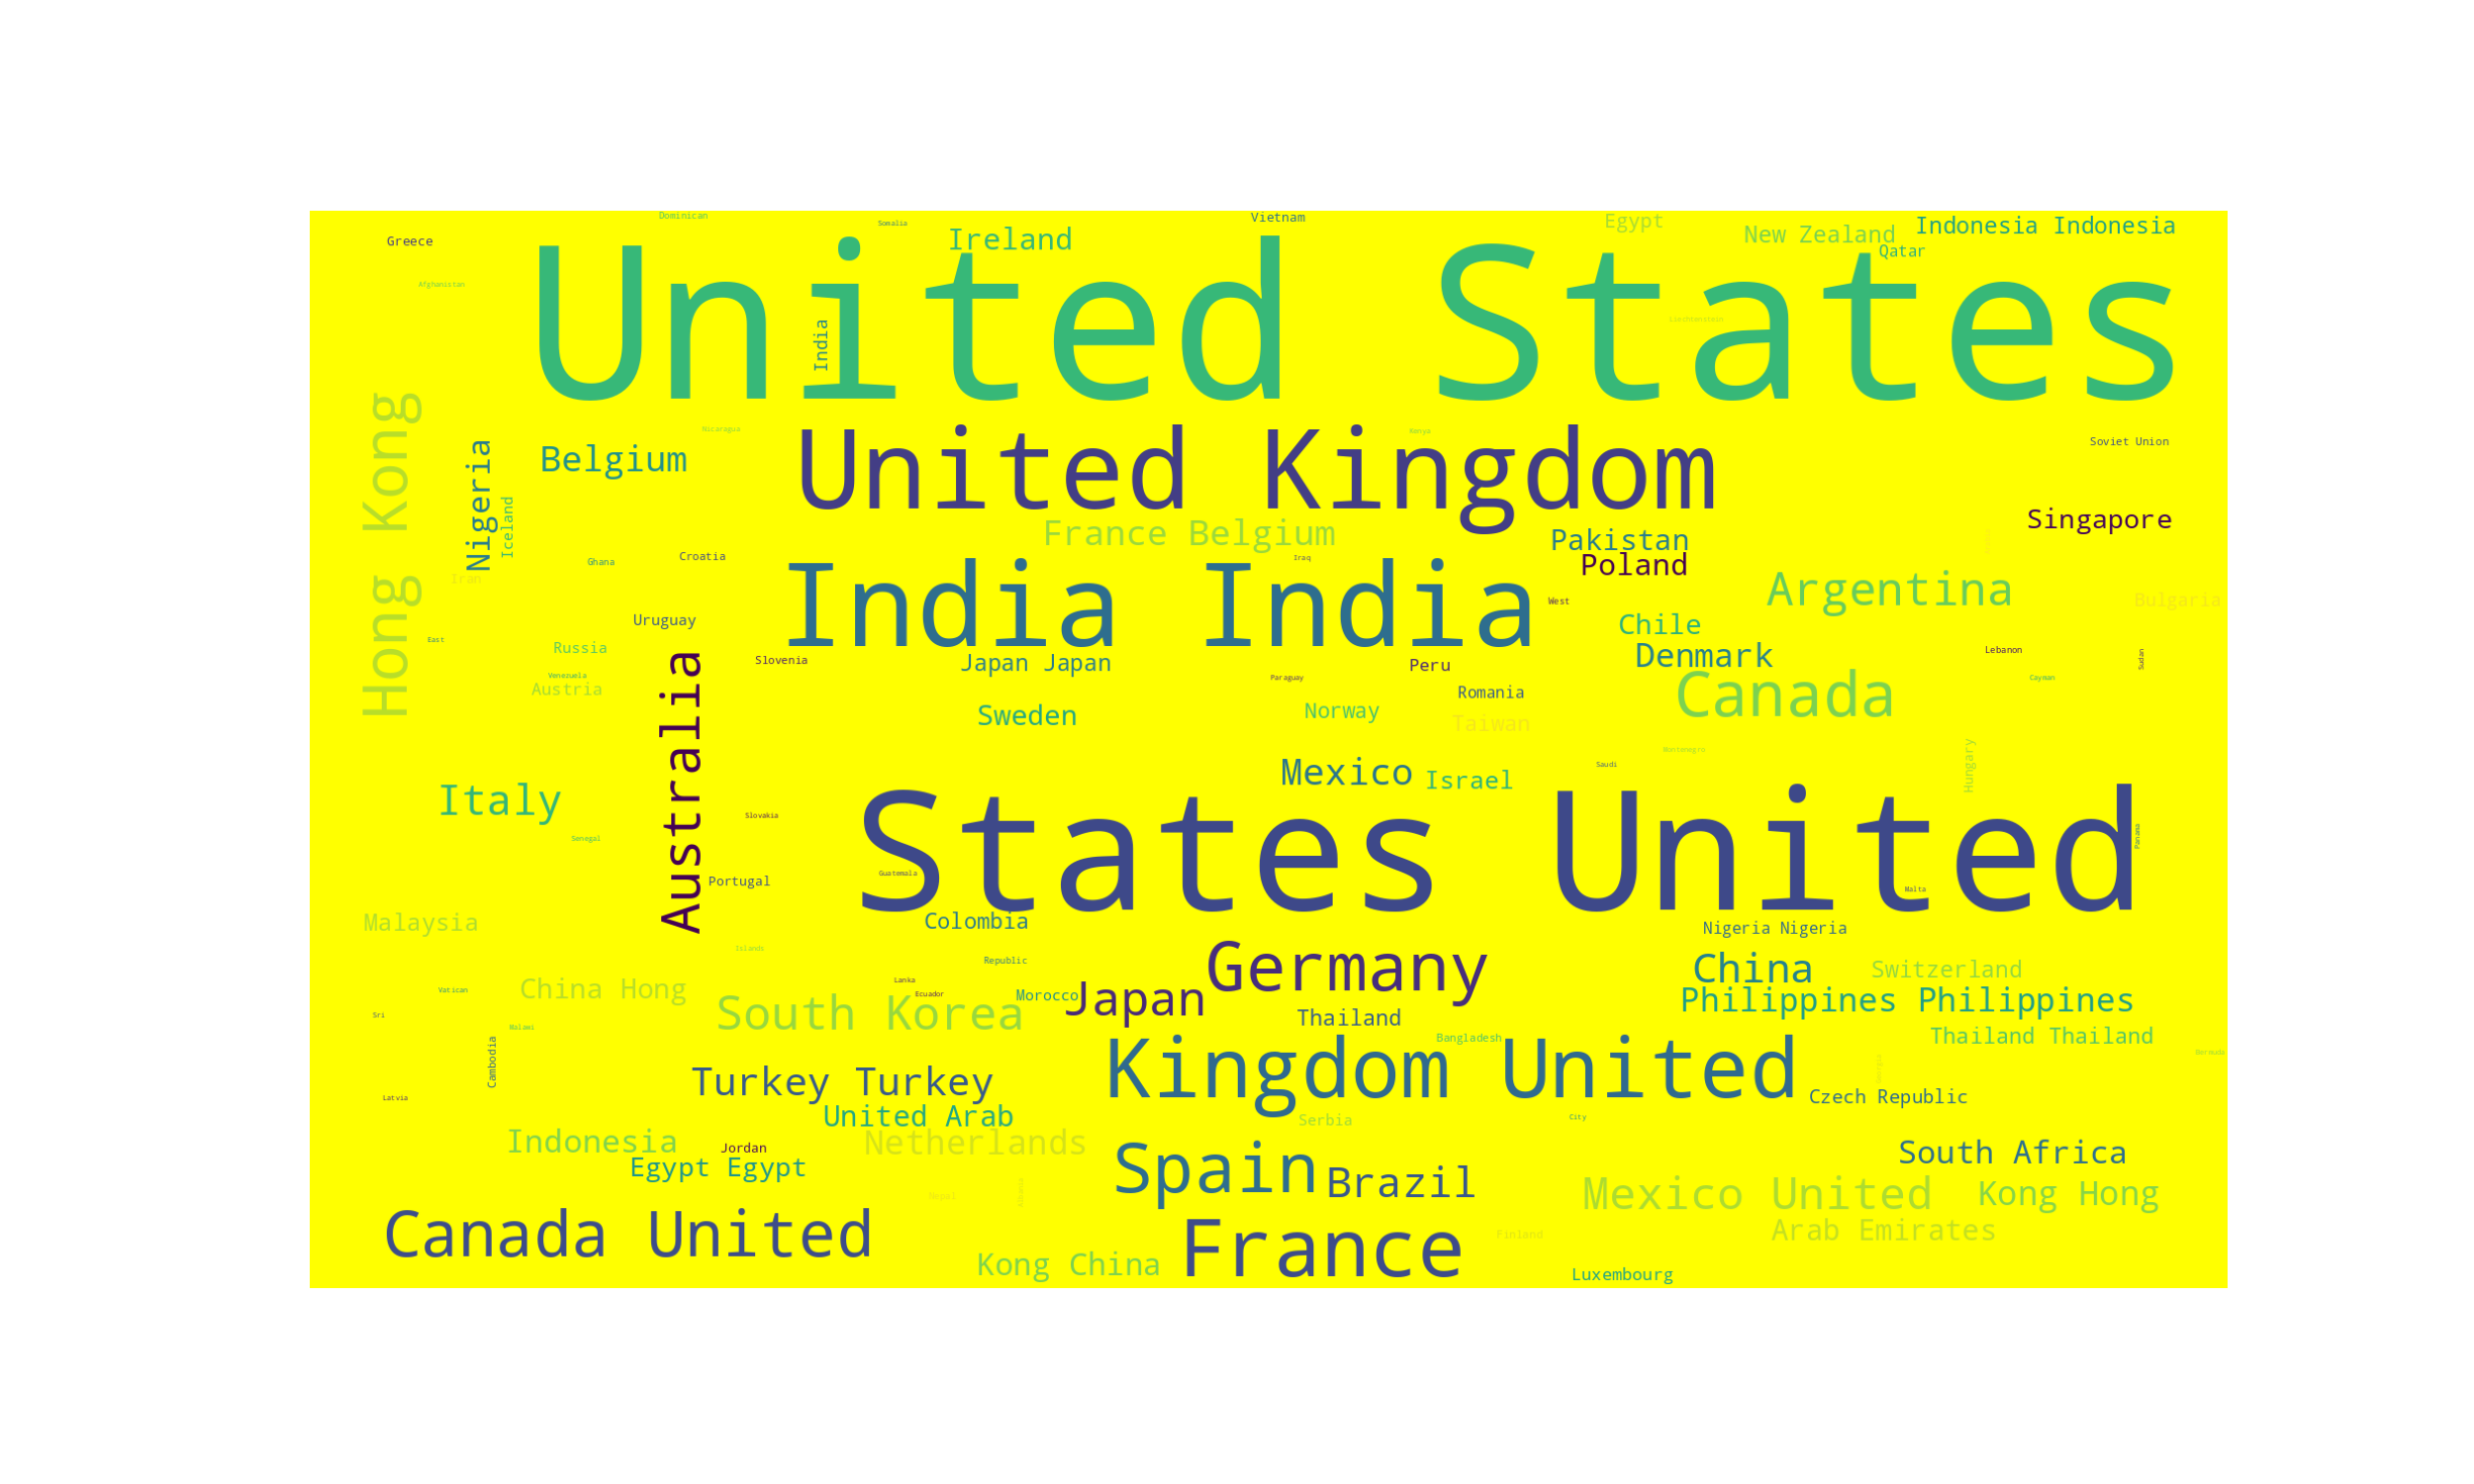 Dominican
Somalia
Vietnam
Egypt
Indonesia Indonesia
Greece
Ireland
New Zealand
Qatar
Afghanistan
United States
India
Liechtenstein
Nicaragua
Kenya
Soviet Union
Hong Kong
Nigeria
Belgium
United Kingdom
Iceland
Singapore
France Belgium
Pakistan
Ghana
Croatia
Iraq
Poland
Iran
India India
Argentina
West
Bulgaria
Uruguay
Chile
East
Russia
Slovenia
Japan Japan
Peru
Denmark
Lebanon
Sudan
Venezuela
Austria
Paraguay
Romania
Canada
Cayman
Australia
Sweden
Norway
Taiwan
Montenegro
Hungary
Italy
Mexico
Israel
Saudi
Slovakia
Senegal
States United
Panama
Portugal
Guatemala
Malta
Malaysia
Colombia
Nigeria Nigeria
Islands
Republic
Germany
China
Switzerland
Vatican
China Hong
Lanka
Ecuador
Morocco
Japan
Philippines Philippines
Sri
Malawi
South Korea
Thailand
Bangladesh
Thailand Thailand
Bermuda
Cambodia
Turkey Turkey
Kingdom United
Georgia
Latvia
Czech Republic
United Arab
Serbia
City
Indonesia
Jordan
Netherlands
South Africa
Egypt Egypt
Spain
Brazil
Nepal
Mexico United
Kong Hong
Canada United
France
Finland
Arab Emirates
Kong China
Luxembourg